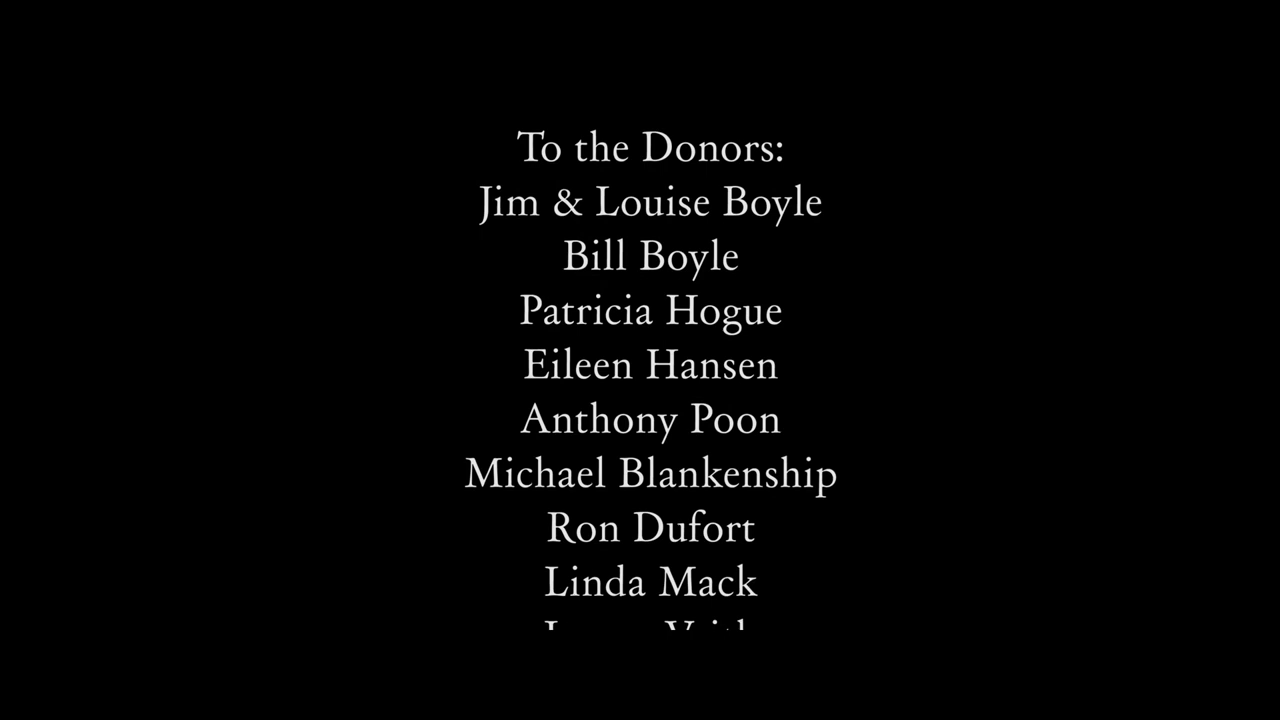 To the Donors:
Jim & Louise Boyle
Bill Boyle
Patricia Hogue
Eileen Hansen
Anthony Poon
Michael Blankenship
Ron Dufort
Linda Mack